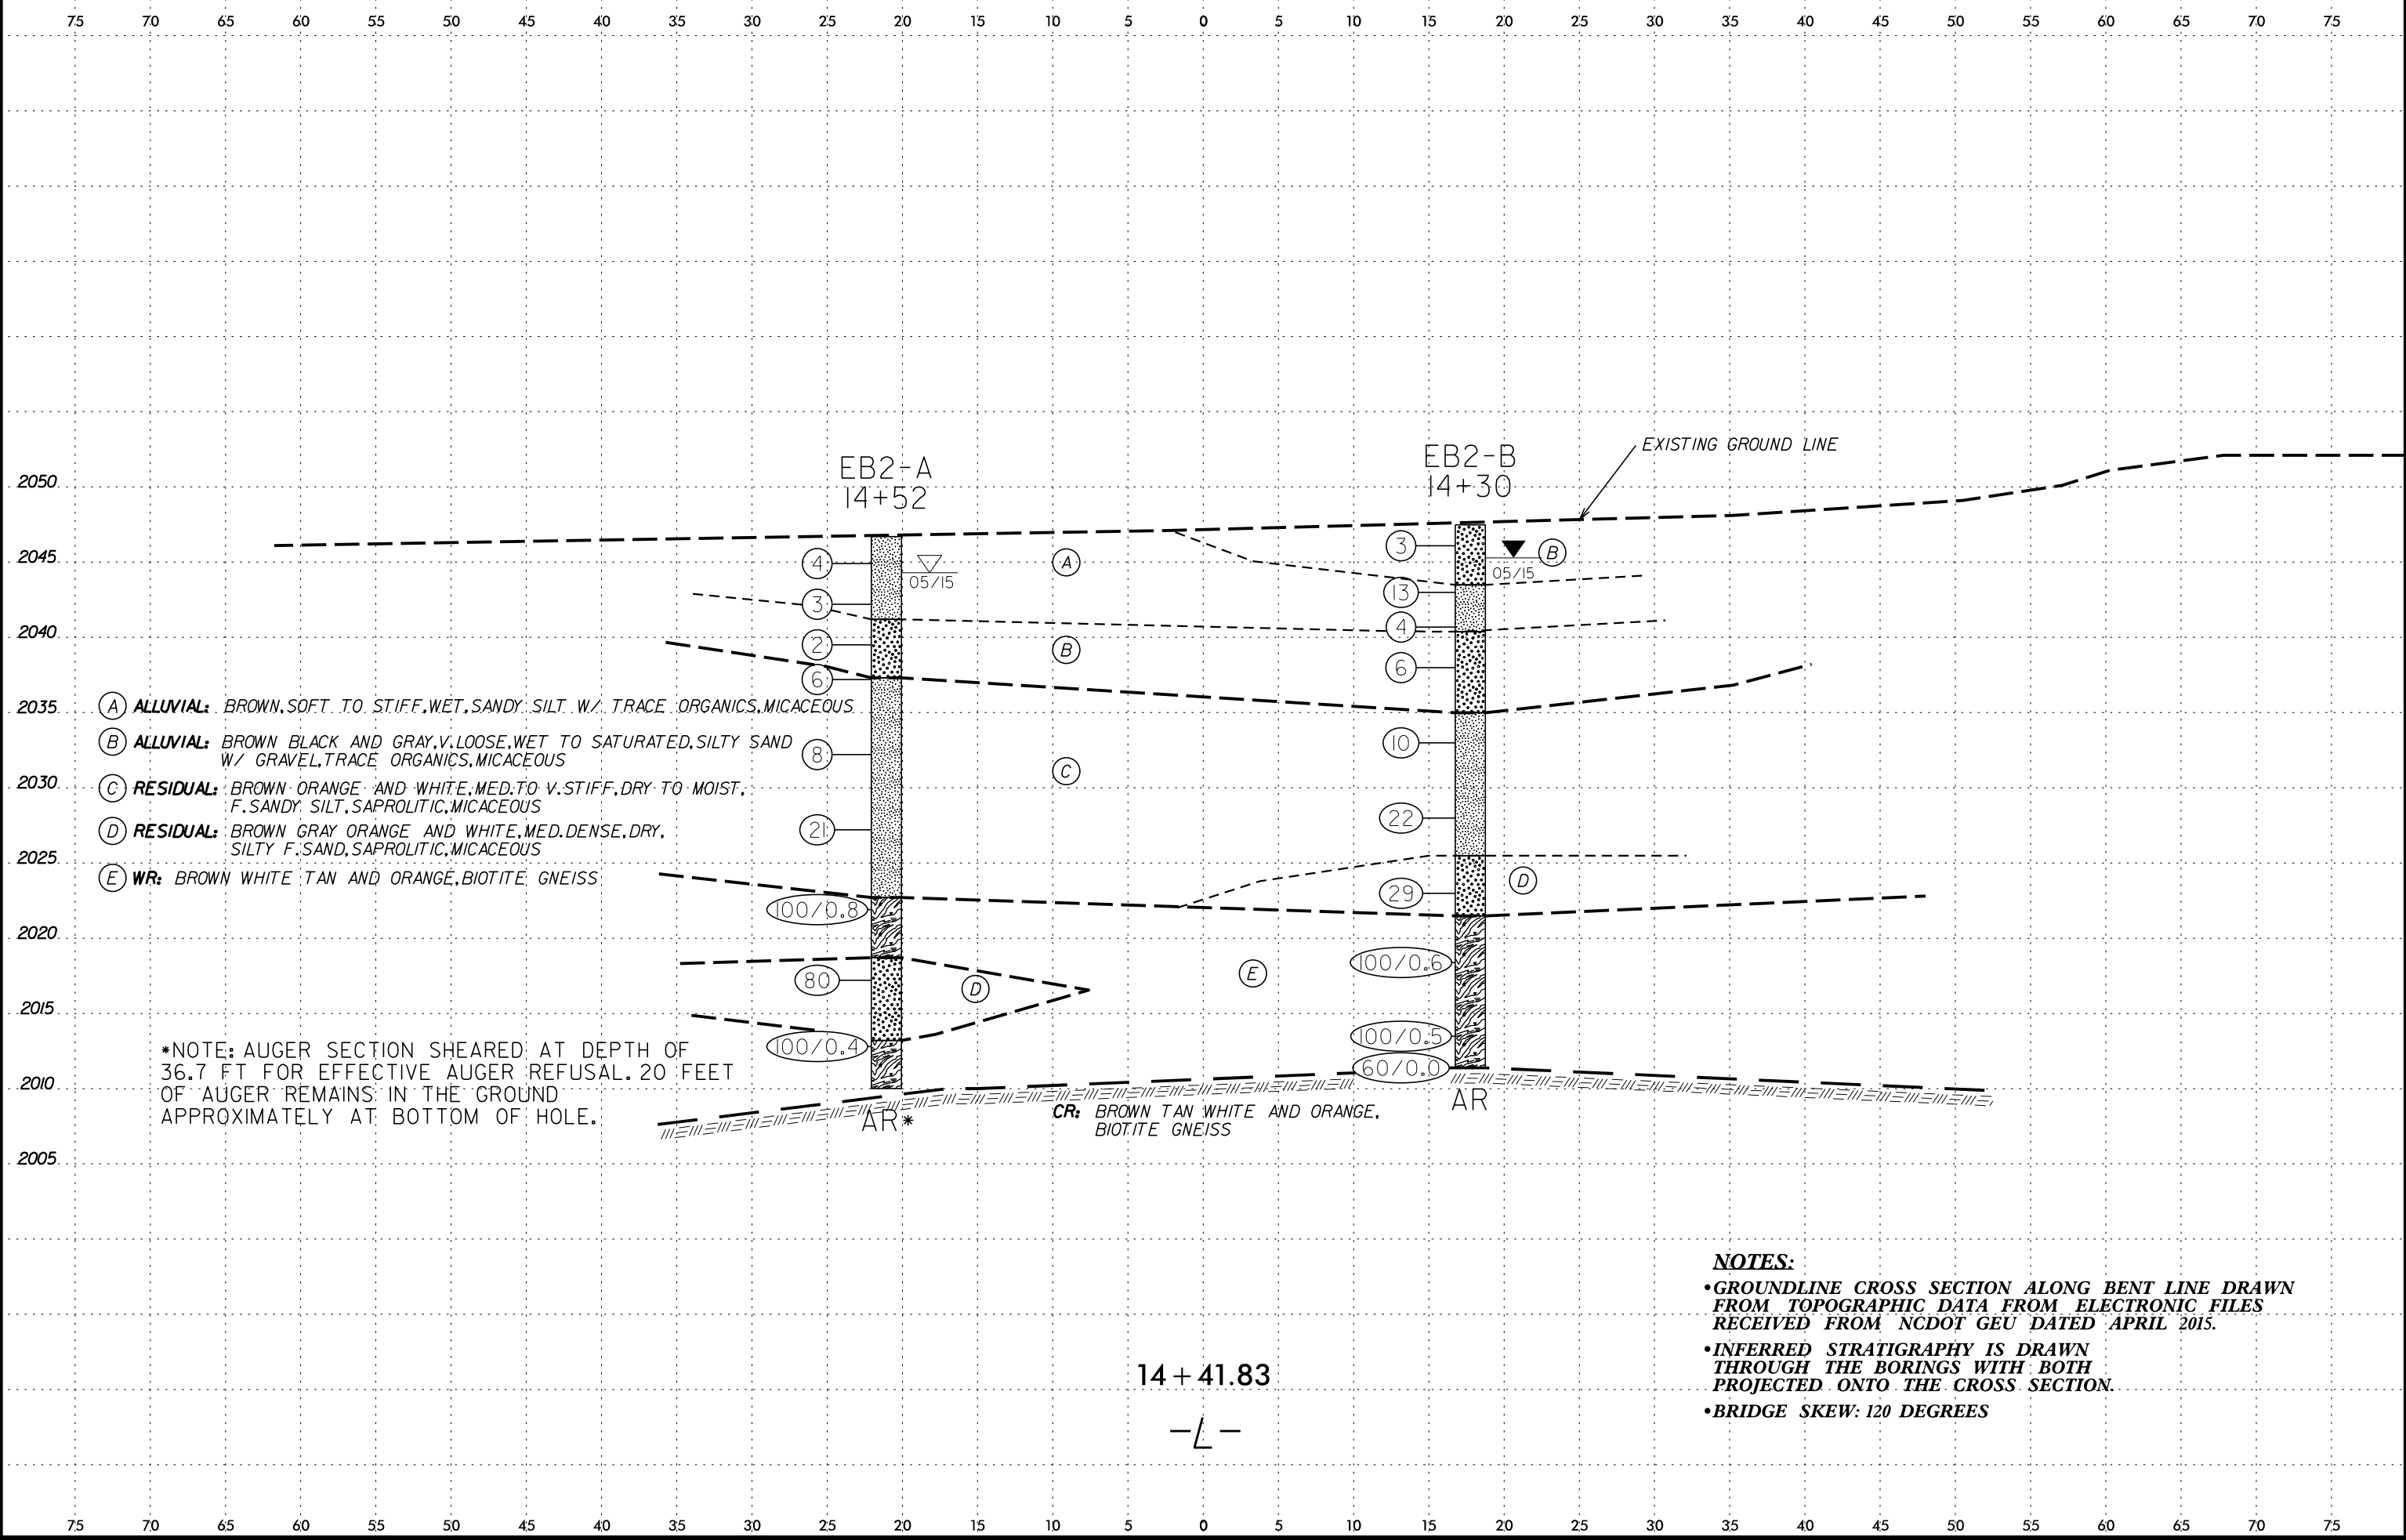 75 70 65 60 55 50 45 40 35 30 25 20 15 10 5 0 5 10 15 20 25 30 35 40 45 50 55 60 65 70 75
EXISTING GROUND LINE
EB2-A
14+52
EB2-B
14+30
2050
2045
2040
2035
2030
2025
2020
2015
2010
2005
4
3
2
6
8
21
100/0.8
80
100/0.4
05/15
AR*
A
B
C
D
E
3
13
4
6
10
22
29
100/0.6
100/0.5
60/0.0
05/15
B
D
AR
A ALLUVIAL: BROWN,SOFT TO STIFF,WET,SANDY SILT W/ TRACE ORGANICS,MICACEOUS
B ALLUVIAL: BROWN BLACK AND GRAY,V.LOOSE,WET TO SATURATED,SILTY SAND
W/ GRAVEL,TRACE ORGANICS,MICACEOUS
C RESIDUAL: BROWN ORANGE AND WHITE,MED.TO V.STIFF,DRY TO MOIST,
F.SANDY SILT,SAPROLITIC,MICACEOUS
D RESIDUAL: BROWN GRAY ORANGE AND WHITE,MED.DENSE,DRY,
SILTY F.SAND,SAPROLITIC,MICACEOUS
E WR: BROWN WHITE TAN AND ORANGE,BIOTITE GNEISS
*NOTE: AUGER SECTION SHEARED AT DEPTH OF
36.7 FT FOR EFFECTIVE AUGER REFUSAL. 20 FEET
OF AUGER REMAINS IN THE GROUND
APPROXIMATELY AT BOTTOM OF HOLE.
CR: BROWN TAN WHITE AND ORANGE,
BIOTITE GNEISS
NOTES:
•GROUNDLINE CROSS SECTION ALONG BENT LINE DRAWN
FROM TOPOGRAPHIC DATA FROM ELECTRONIC FILES
RECEIVED FROM NCDOT GEU DATED APRIL 2015.
•INFERRED STRATIGRAPHY IS DRAWN
THROUGH THE BORINGS WITH BOTH
PROJECTED ONTO THE CROSS SECTION.
•BRIDGE SKEW: 120 DEGREES
14+41.83
-L-
75 70 65 60 55 50 45 40 35 30 25 20 15 10 5 0 5 10 15 20 25 30 35 40 45 50 55 60 65 70 75